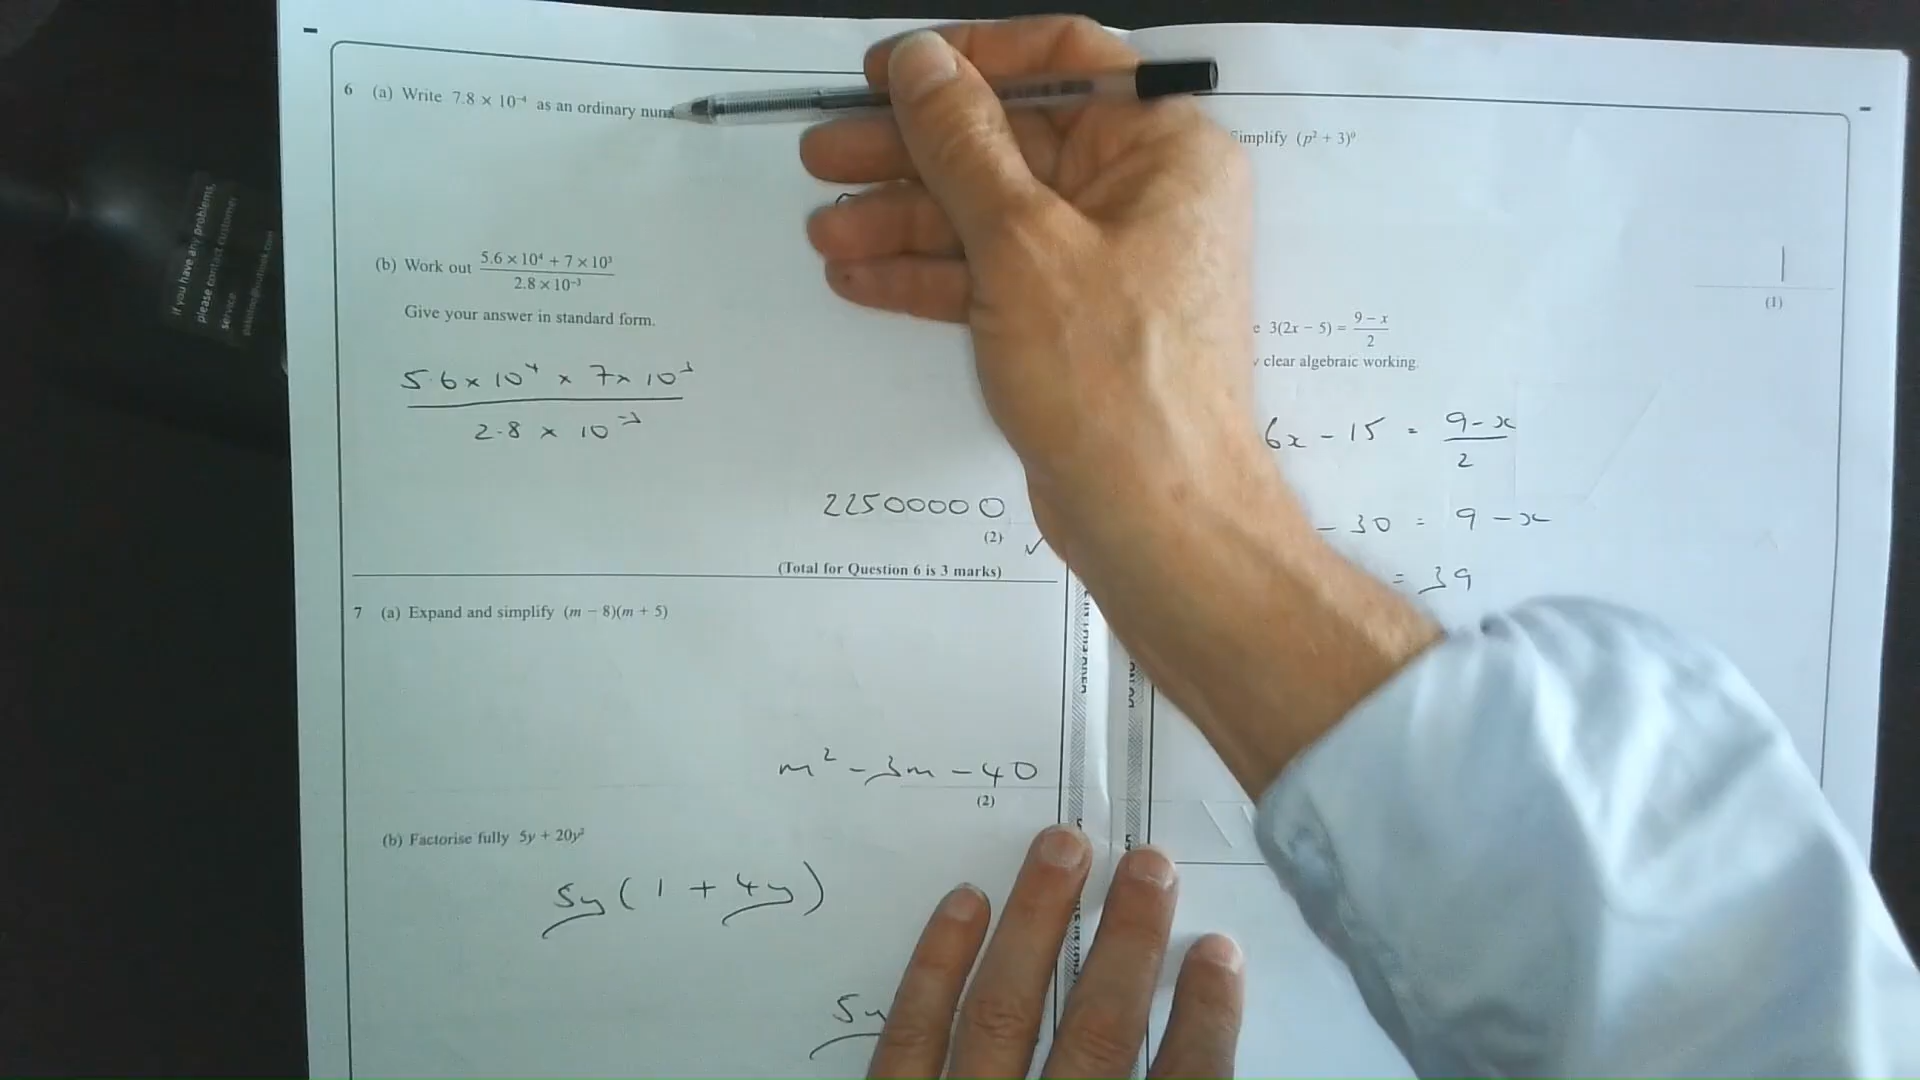 6 (a) Write 7.8 × 10⁻⁴ as an ordinary
(b) Work out (5.6 × 10⁴ + 7 × 10³) / (2.8 × 10⁻³)
Give your answer in standard form.
5.6 × 10⁴ × 7 × 10³
2.8 × 10⁻³
22500000
(2)
(Total for Question 6 is 3 marks)
7 (a) Expand and simplify (m − 8)(m + 5)
m² − 3m − 40
(2)
(b) Factorise fully 5y + 20y²
5y(1 + 4y)
5y
Simplify (p² + 3)⁰
1
(1)
3(2x − 5) = (9 − x) / 2
clear algebraic working.
6x − 15 = (9 − x) / 2
− 30 = 9 − x
= 39
If you have any problems,
please contact customer
service